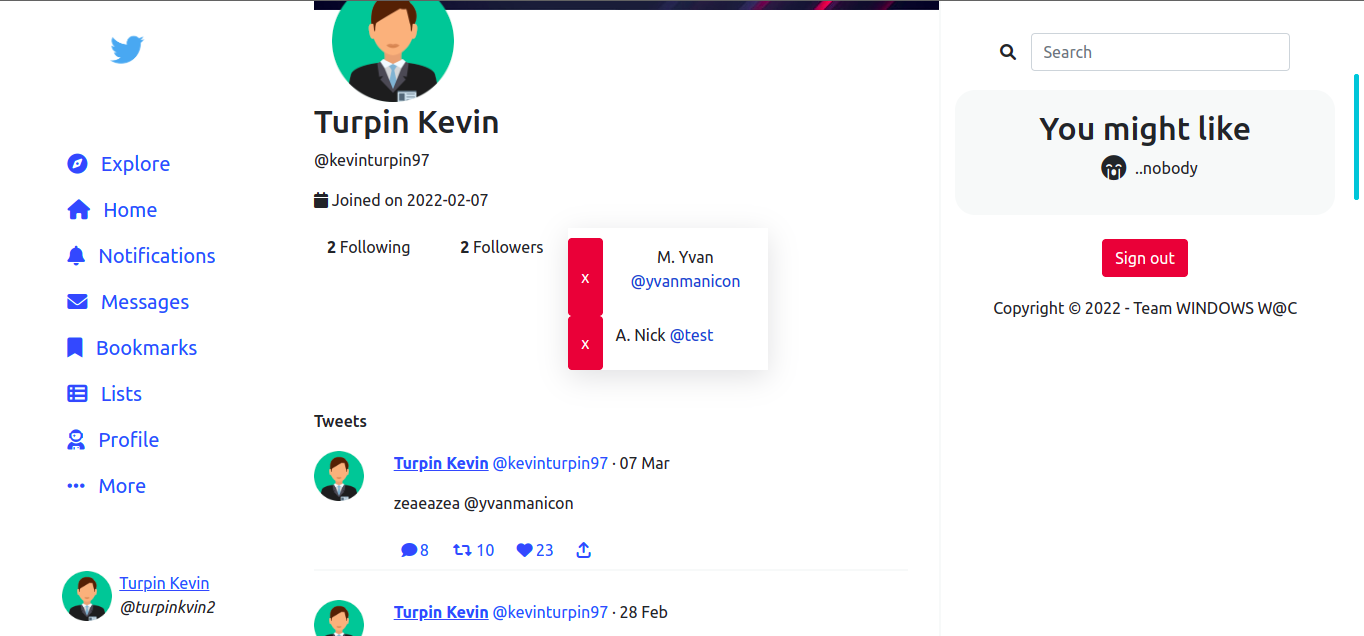 Explore
Home
Notifications
Messages
Bookmarks
Lists
Profile
More
Turpin Kevin
@turpinkvin2
Turpin Kevin
@kevinturpin97
Joined on 2022-02-07
2 Following 2 Followers
x M. Yvan
@yvanmanicon
x A. Nick @test
Tweets
Turpin Kevin @kevinturpin97 · 07 Mar
zeaeazea @yvanmanicon
8 10 23
Turpin Kevin @kevinturpin97 · 28 Feb
Search
You might like
..nobody
Sign out
Copyright © 2022 - Team WINDOWS W@C